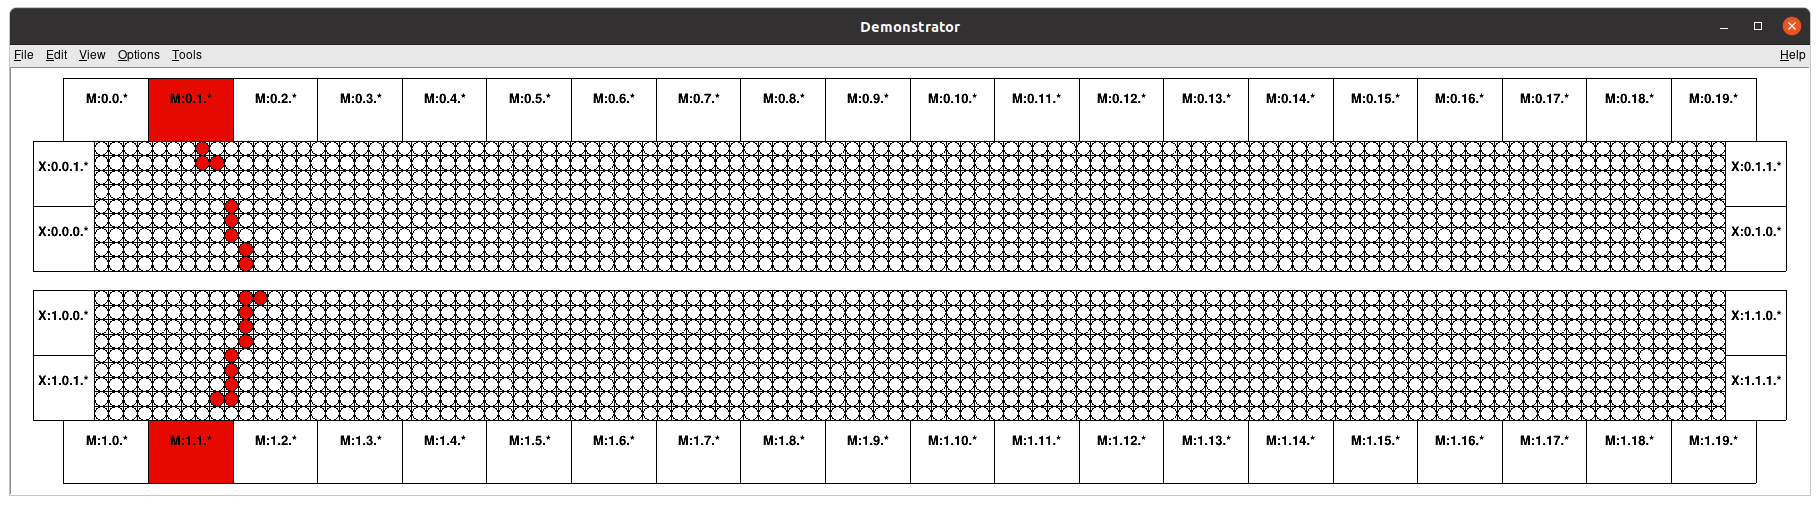 Demonstrator
File Edit View Options Tools Help
M:0.0.* M:0.1.* M:0.2.* M:0.3.* M:0.4.* M:0.5.* M:0.6.* M:0.7.* M:0.8.* M:0.9.* M:0.10.* M:0.11.* M:0.12.* M:0.13.* M:0.14.* M:0.15.* M:0.16.* M:0.17.* M:0.18.* M:0.19.*
X:0.0.1.* X:0.1.1.*
X:0.0.0.* X:0.1.0.*
X:1.0.0.* X:1.1.0.*
X:1.0.1.* X:1.1.1.*
M:1.0.* M:1.1.* M:1.2.* M:1.3.* M:1.4.* M:1.5.* M:1.6.* M:1.7.* M:1.8.* M:1.9.* M:1.10.* M:1.11.* M:1.12.* M:1.13.* M:1.14.* M:1.15.* M:1.16.* M:1.17.* M:1.18.* M:1.19.*